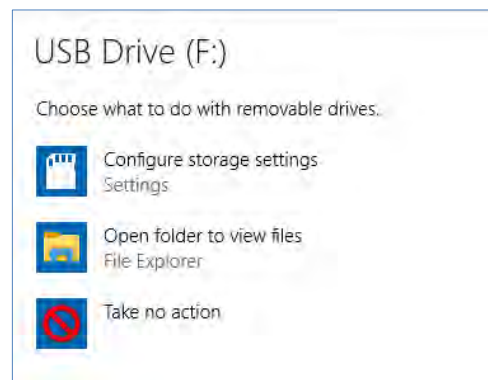 USB Drive (F:)
Choose what to do with removable drives.
Configure storage settings
Settings
Open folder to view files
File Explorer
Take no action